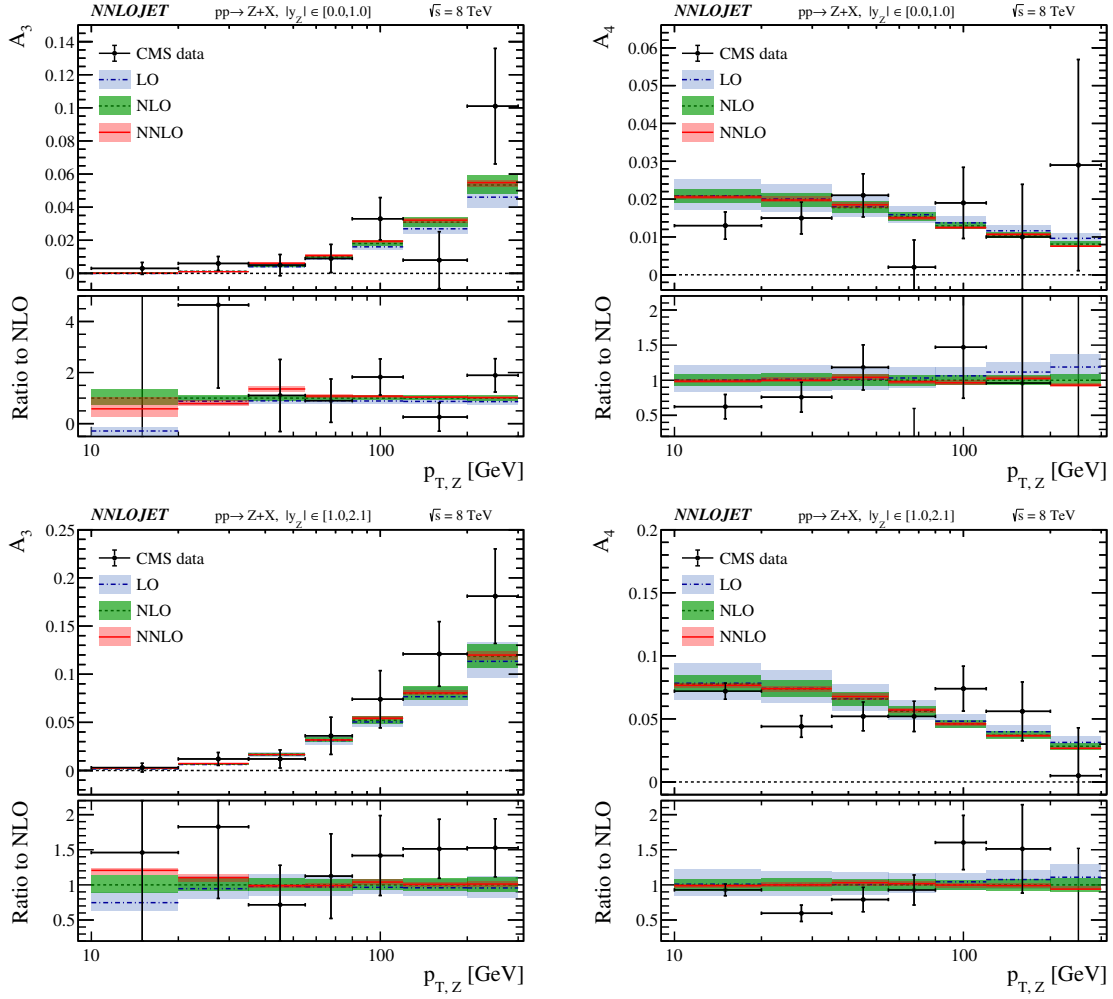 NNLOJET pp→ Z+X, |y_Z| ∈ [0.0,1.0] √s = 8 TeV
A_3
0.14
0.12
0.1
0.08
0.06
0.04
0.02
0
CMS data
LO
NLO
NNLO
Ratio to NLO
4
2
0
10 100
p_T, Z [GeV]
NNLOJET pp→ Z+X, |y_Z| ∈ [0.0,1.0] √s = 8 TeV
A_4
0.06
0.05
0.04
0.03
0.02
0.01
0
CMS data
LO
NLO
NNLO
Ratio to NLO
2
1.5
1
0.5
10 100
p_T, Z [GeV]
NNLOJET pp→ Z+X, |y_Z| ∈ [1.0,2.1] √s = 8 TeV
A_3
0.25
0.2
0.15
0.1
0.05
0
CMS data
LO
NLO
NNLO
Ratio to NLO
2
1.5
1
0.5
10 100
p_T, Z [GeV]
NNLOJET pp→ Z+X, |y_Z| ∈ [1.0,2.1] √s = 8 TeV
A_4
0.2
0.15
0.1
0.05
0
CMS data
LO
NLO
NNLO
Ratio to NLO
2
1.5
1
0.5
10 100
p_T, Z [GeV]